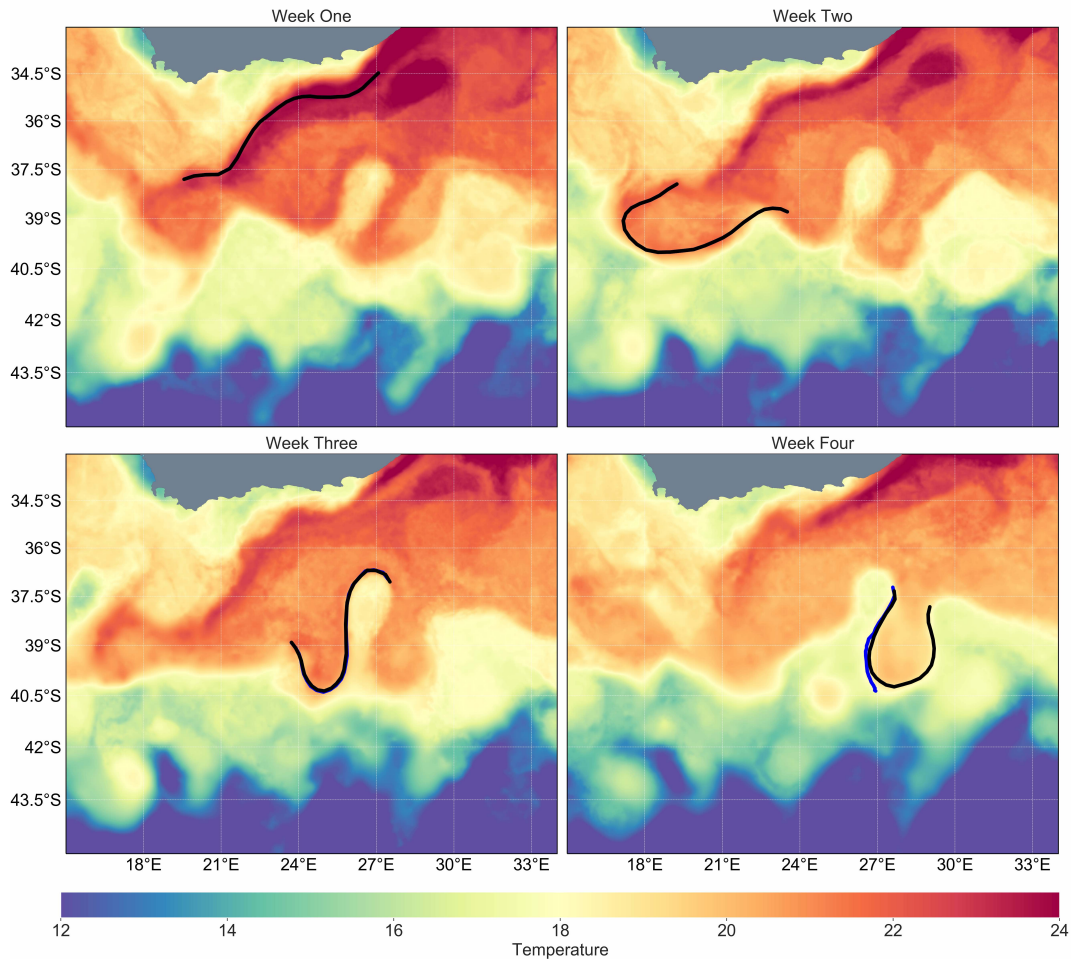 Week One
Week Two
34.5°S
36°S
37.5°S
39°S
40.5°S
42°S
43.5°S
Week Three
Week Four
34.5°S
36°S
37.5°S
39°S
40.5°S
42°S
43.5°S
18°E 21°E 24°E 27°E 30°E 33°E 18°E 21°E 24°E 27°E 30°E 33°E
12 14 16 18 20 22 24
Temperature